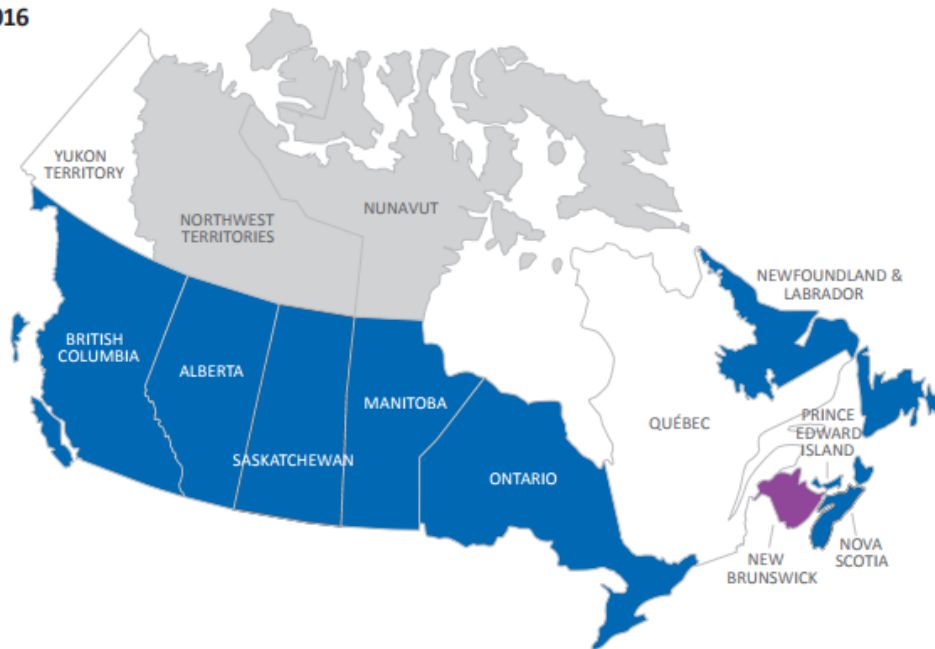 016
YUKON
TERRITORY
NORTHWEST
TERRITORIES
NUNAVUT
NEWFOUNDLAND &
LABRADOR
BRITISH
COLUMBIA
ALBERTA
MANITOBA
SASKATCHEWAN
ONTARIO
QUÉBEC
PRINCE
EDWARD
ISLAND
NEW
BRUNSWICK
NOVA
SCOTIA